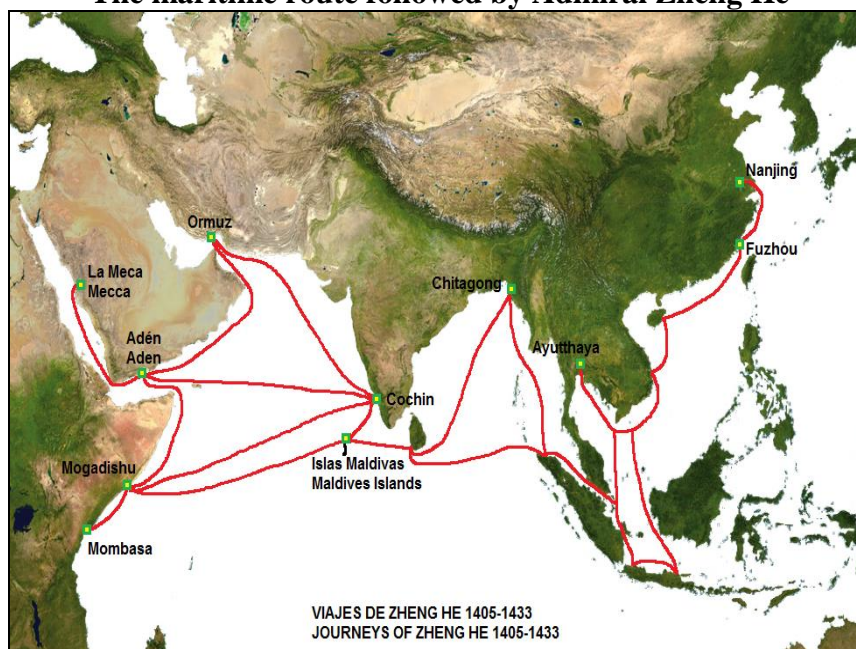 The maritime route followed by Admiral Zheng He
Nanjing
Ormuz
Fuzhou
La Meca
Mecca
Chitagong
Adén
Aden
Ayutthaya
Cochin
Islas Maldivas
Maldives Islands
Mogadishu
Mombasa
VIAJES DE ZHENG HE 1405-1433
JOURNEYS OF ZHENG HE 1405-1433